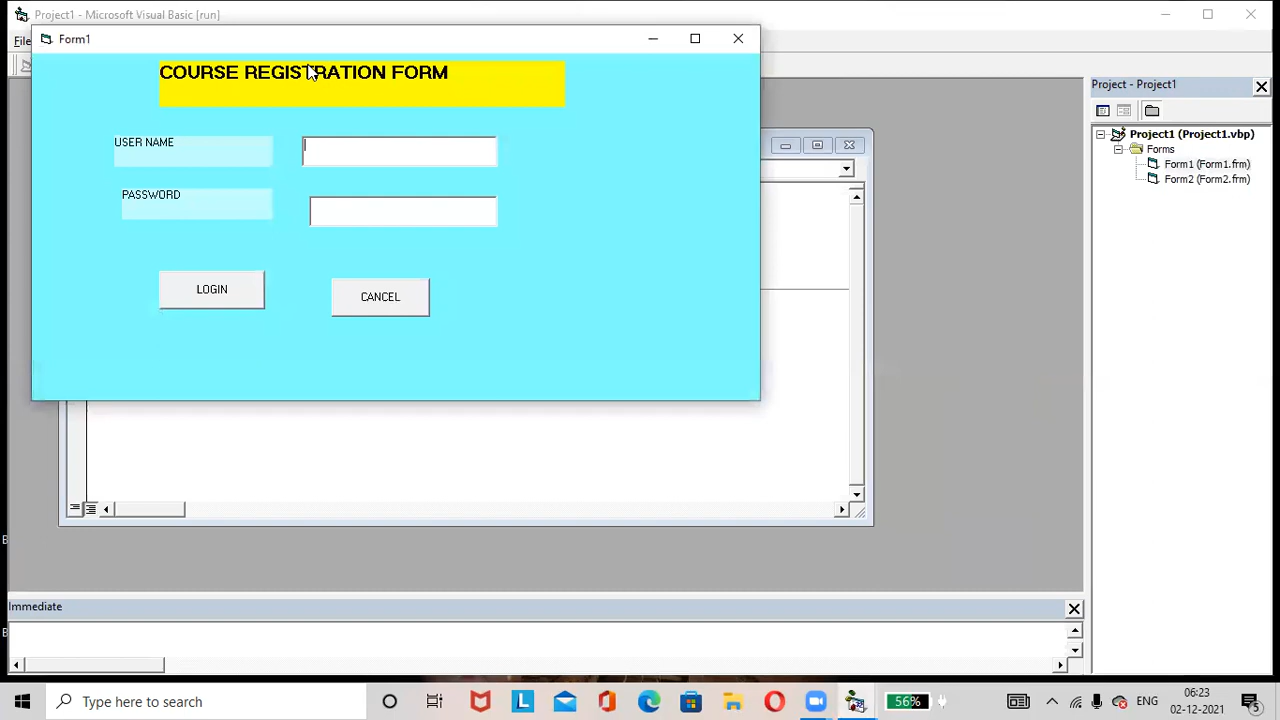 Project1 - Microsoft Visual Basic [run]
Form1
COURSE REGISTRATION FORM
USER NAME
PASSWORD
LOGIN
CANCEL
Project - Project1
Project1 (Project1.vbp)
Forms
Form1 (Form1.frm)
Form2 (Form2.frm)
Immediate
Type here to search
L
56%
ENG
06:23
02-12-2021
5